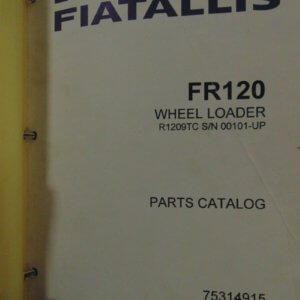 FIATALLIS
FR120
WHEEL LOADER
R1209TC S/N 00101-UP
PARTS CATALOG
75314915